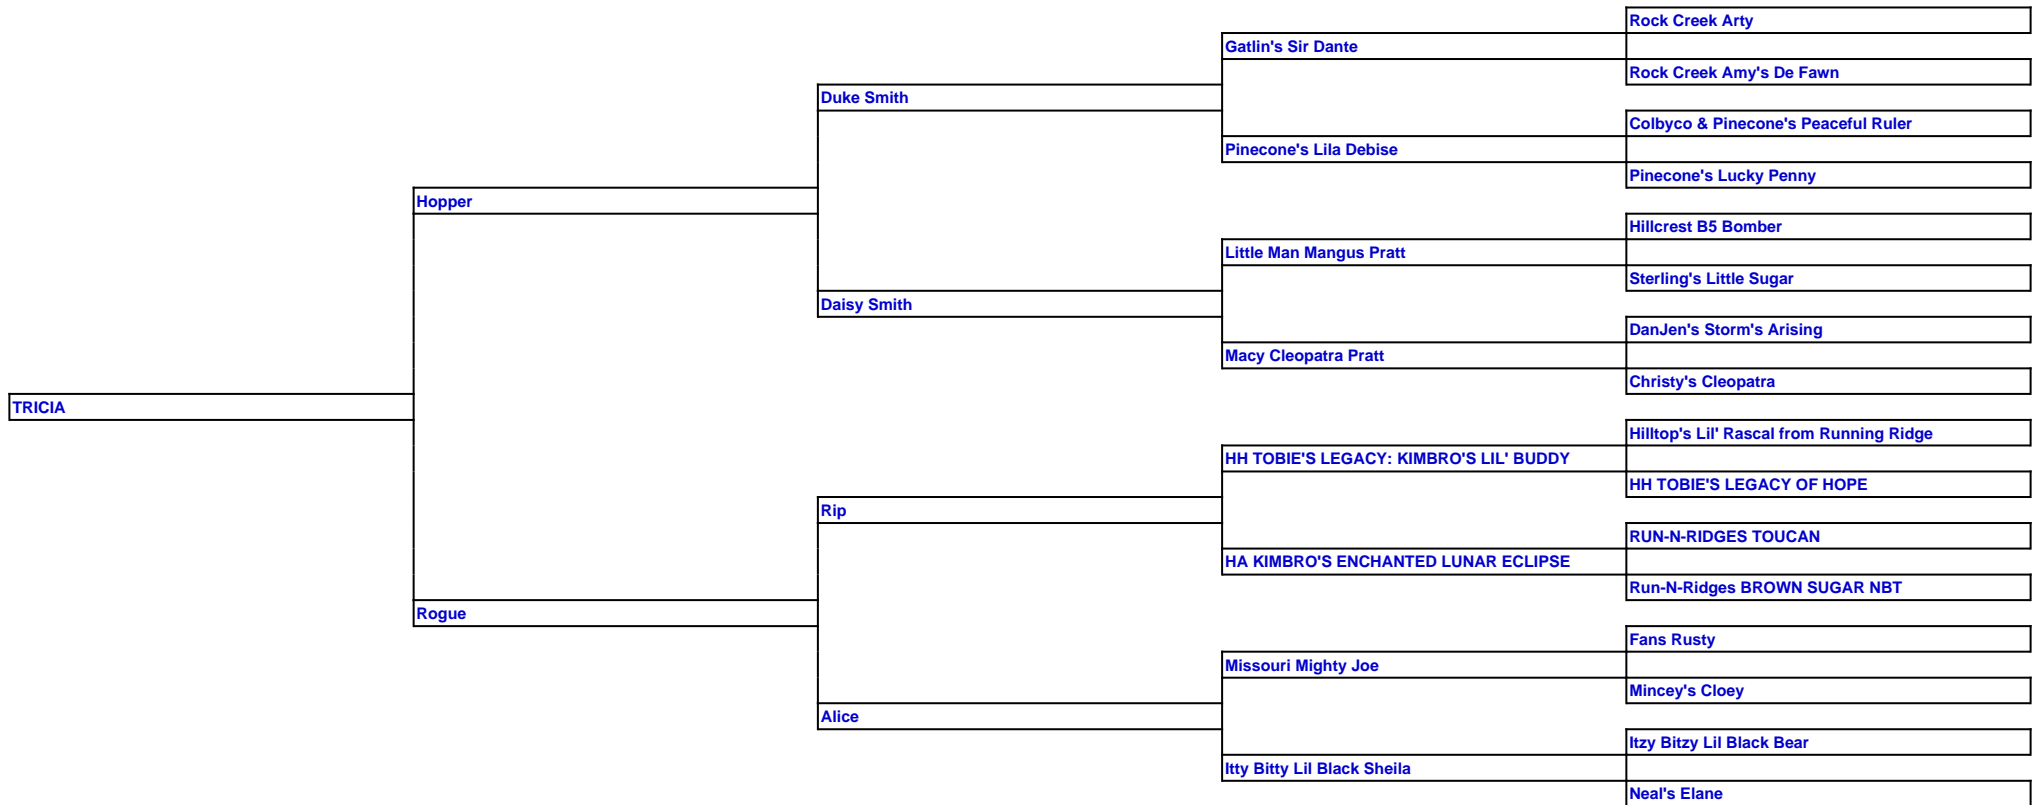 Rock Creek Arty
Gatlin's Sir Dante
Rock Creek Amy's De Fawn
Duke Smith
Colbyco & Pinecone's Peaceful Ruler
Pinecone's Lila Debise
Pinecone's Lucky Penny
Hopper
Hillcrest B5 Bomber
Little Man Mangus Pratt
Sterling's Little Sugar
Daisy Smith
DanJen's Storm's Arising
Macy Cleopatra Pratt
Christy's Cleopatra
TRICIA
Hilltop's Lil' Rascal from Running Ridge
HH TOBIE'S LEGACY: KIMBRO'S LIL' BUDDY
HH TOBIE'S LEGACY OF HOPE
Rip
RUN-N-RIDGES TOUCAN
HA KIMBRO'S ENCHANTED LUNAR ECLIPSE
Run-N-Ridges BROWN SUGAR NBT
Rogue
Fans Rusty
Missouri Mighty Joe
Mincey's Cloey
Alice
Itzy Bitzy Lil Black Bear
Itty Bitty Lil Black Sheila
Neal's Elane